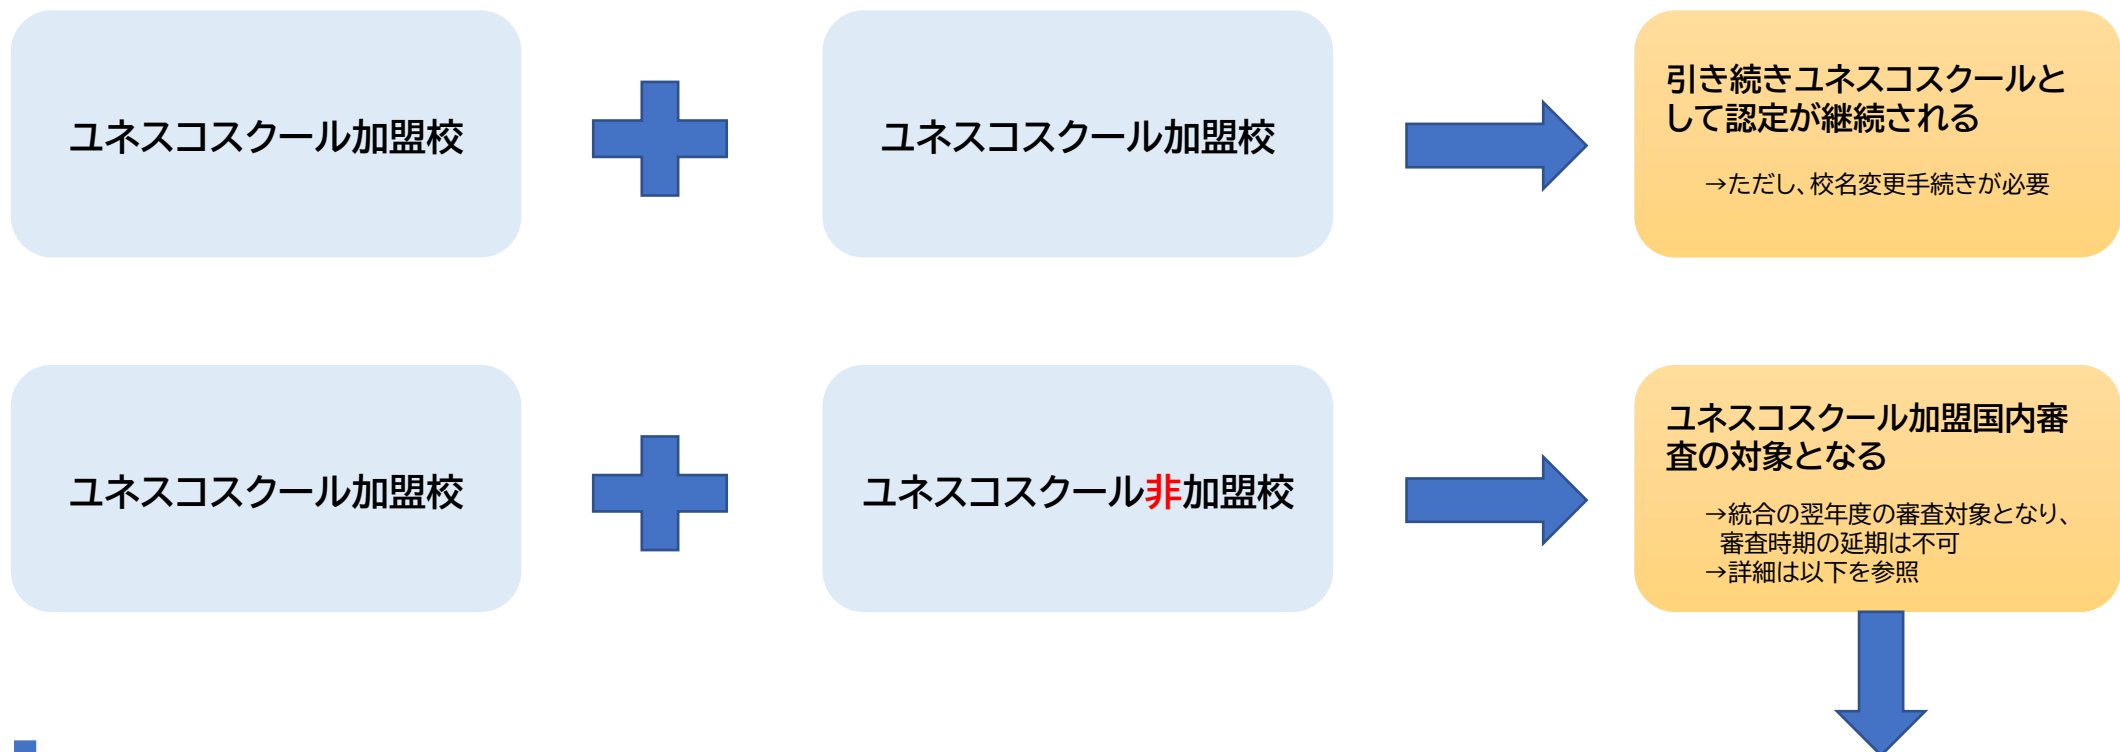 ユネスコスクール加盟校
ユネスコスクール加盟校
引き続きユネスコスクールと
して認定が継続される
→ただし、校名変更手続きが必要
ユネスコスクール加盟校
ユネスコスクール非加盟校
ユネスコスクール加盟国内審
査の対象となる
→統合の翌年度の審査対象となり、
審査時期の延期は不可
→詳細は以下を参照